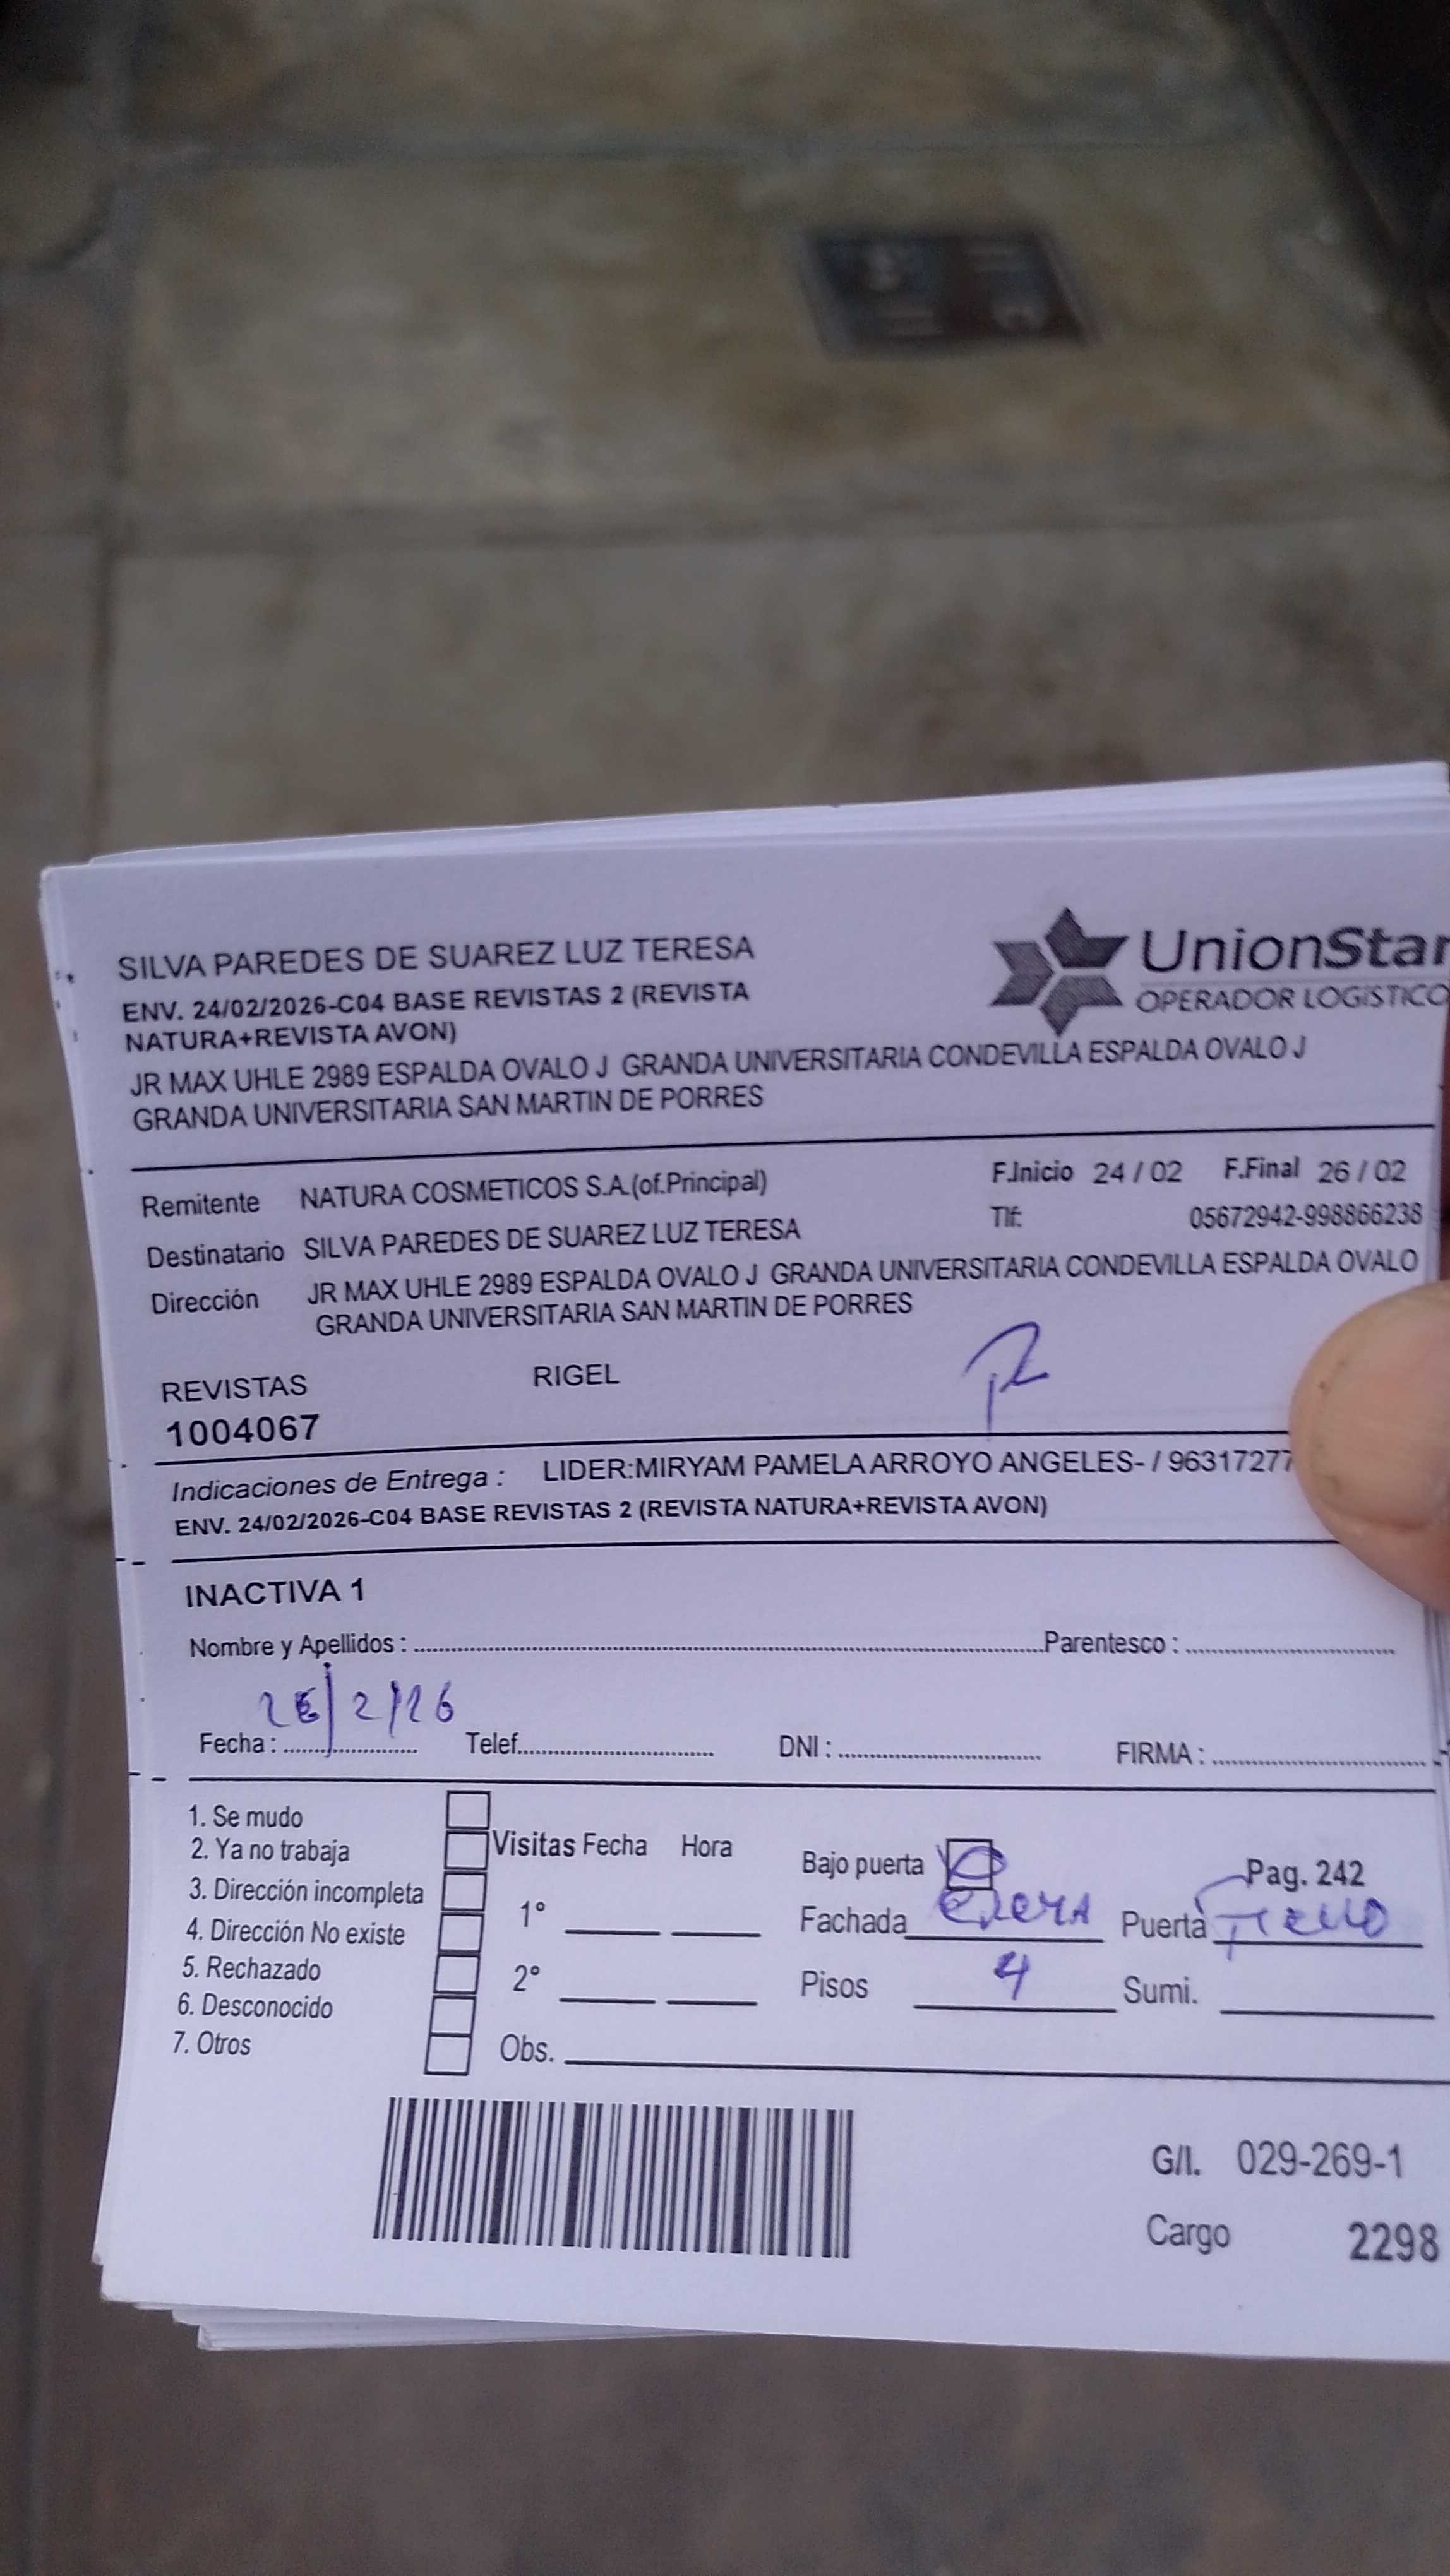 SILVA PAREDES DE SUAREZ LUZ TERESA
ENV. 24/02/2026-C04 BASE REVISTAS 2 (REVISTA
NATURA+REVISTA AVON)
JR MAX UHLE 2989 ESPALDA OVALO J GRANDA UNIVERSITARIA CONDEVILLA ESPALDA OVALO J
GRANDA UNIVERSITARIA SAN MARTIN DE PORRES
UnionStar
OPERADOR LOGÍSTICO
Remitente NATURA COSMETICOS S.A.(of.Principal) F.Inicio 24 / 02 F.Final 26 / 02
Destinatario SILVA PAREDES DE SUAREZ LUZ TERESA Tlf: 05672942-998866238
Dirección JR MAX UHLE 2989 ESPALDA OVALO J GRANDA UNIVERSITARIA CONDEVILLA ESPALDA OVALO
GRANDA UNIVERSITARIA SAN MARTIN DE PORRES
REVISTAS RIGEL
1004067
Indicaciones de Entrega : LIDER:MIRYAM PAMELA ARROYO ANGELES- / 96317277
ENV. 24/02/2026-C04 BASE REVISTAS 2 (REVISTA NATURA+REVISTA AVON)
INACTIVA 1
Nombre y Apellidos : Parentesco :
Fecha : Telef. DNI : FIRMA :
1. Se mudo
2. Ya no trabaja
3. Dirección incompleta
4. Dirección No existe
5. Rechazado
6. Desconocido
7. Otros
Visitas Fecha Hora
1°
2°
Obs.
Bajo puerta Pag. 242
Fachada Puerta
Pisos 4 Sumi.
G/I. 029-269-1
Cargo 2298